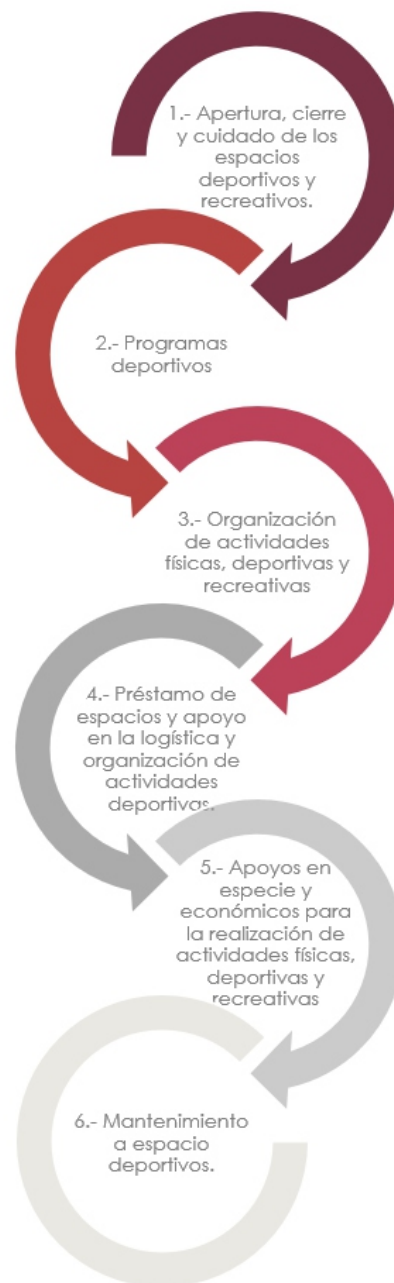 1.- Apertura, cierre
y cuidado de los
espacios
deportivos y
recreativos.
2.- Programas
deportivos
3.- Organización
de actividades
físicas, deportivas y
recreativas
4.- Préstamo de
espacios y apoyo
en la logística y
organización de
actividades
deportivas.
5.- Apoyos en
especie y
económicos para
la realización de
actividades físicas,
deportivas y
recreativas
6.- Mantenimiento
a espacio
deportivos.